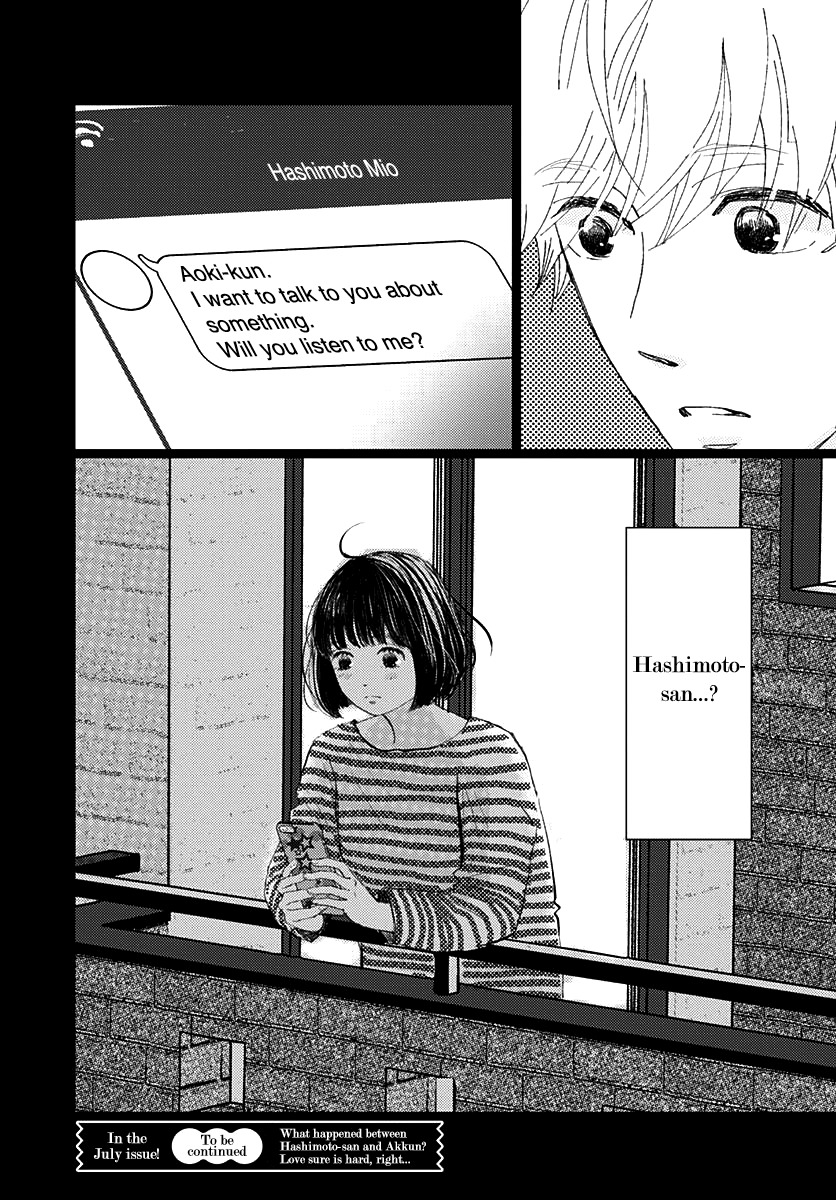 Hashimoto Mio
Aoki-kun.
I want to talk to you about
something.
Will you listen to me?
Hashimoto-
san...?
In the
July issue!
To be
continued
What happened between
Hashimoto-san and Akkun?
Love sure is hard, right...